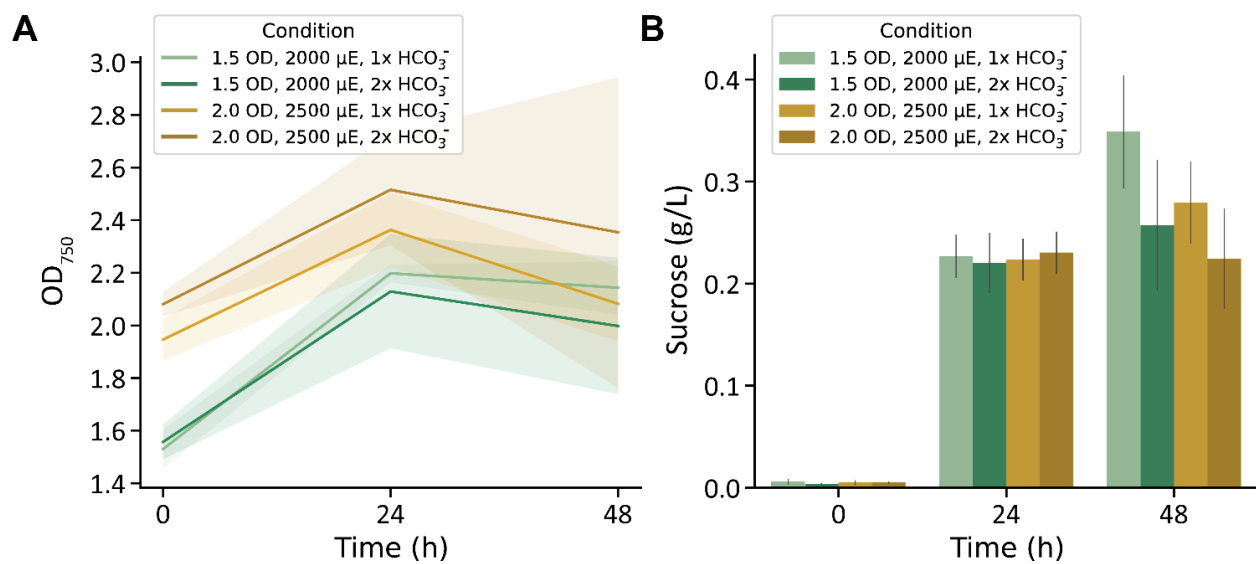 A
Condition
1.5 OD, 2000 µE, 1x HCO₃⁻
1.5 OD, 2000 µE, 2x HCO₃⁻
2.0 OD, 2500 µE, 1x HCO₃⁻
2.0 OD, 2500 µE, 2x HCO₃⁻
OD₇₅₀
3.0
2.8
2.6
2.4
2.2
2.0
1.8
1.6
1.4
0
24
48
Time (h)
B
Condition
1.5 OD, 2000 µE, 1x HCO₃⁻
1.5 OD, 2000 µE, 2x HCO₃⁻
2.0 OD, 2500 µE, 1x HCO₃⁻
2.0 OD, 2500 µE, 2x HCO₃⁻
Sucrose (g/L)
0.4
0.3
0.2
0.1
0.0
0
24
48
Time (h)